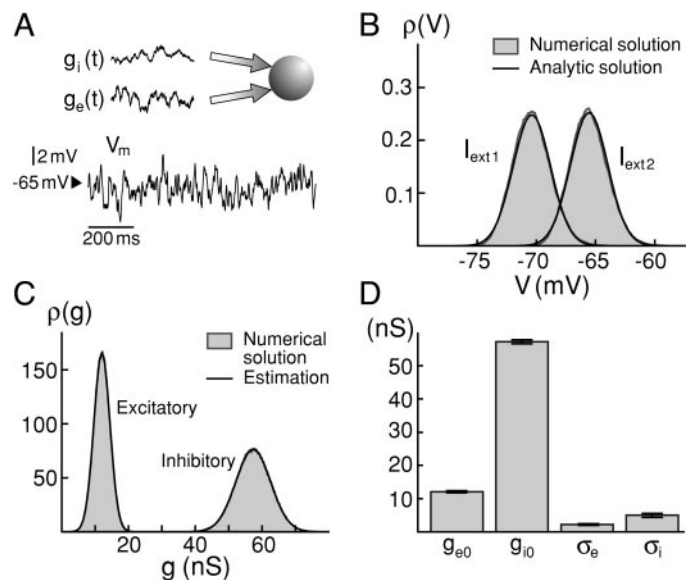 A
gi(t)
ge(t)
Vm
2 mV
-65 mV
200 ms
B
ρ(V)
Numerical solution
Analytic solution
0.3
0.2
0.1
Iext1
Iext2
-75 -70 -65 -60
V (mV)
C
ρ(g)
Numerical
solution
Estimation
150
100
50
Excitatory
Inhibitory
20 60
g (nS)
D
(nS)
50
40
30
20
10
ge0 gi0 σe σi